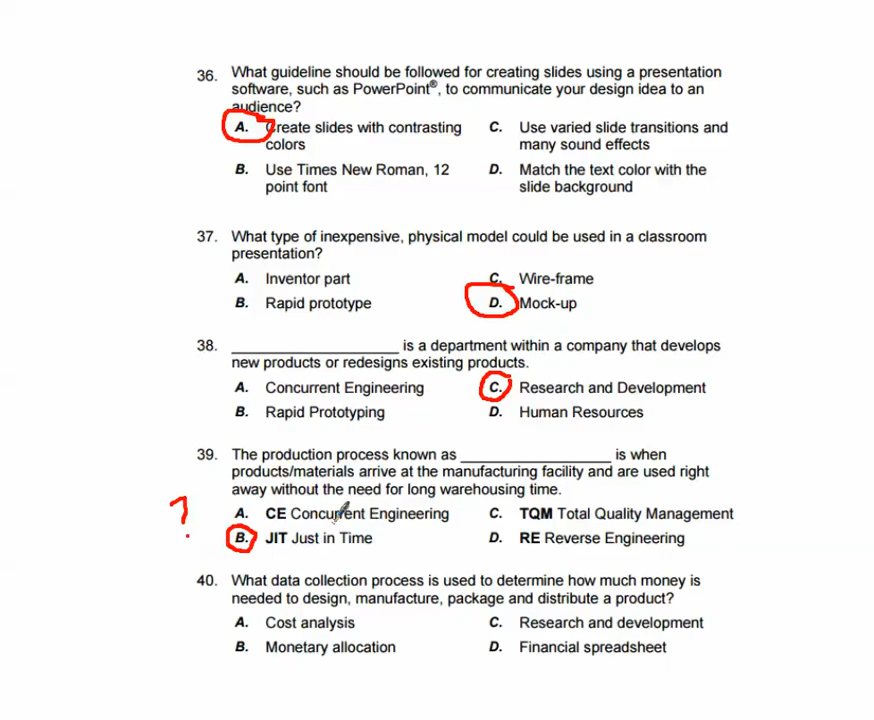 36. What guideline should be followed for creating slides using a presentation
software, such as PowerPoint®, to communicate your design idea to an
audience?
A. Create slides with contrasting C. Use varied slide transitions and
colors many sound effects
B. Use Times New Roman, 12 D. Match the text color with the
point font slide background
37. What type of inexpensive, physical model could be used in a classroom
presentation?
A. Inventor part C. Wire-frame
B. Rapid prototype D. Mock-up
38. ____________________ is a department within a company that develops
new products or redesigns existing products.
A. Concurrent Engineering C. Research and Development
B. Rapid Prototyping D. Human Resources
39. The production process known as __________________ is when
products/materials arrive at the manufacturing facility and are used right
away without the need for long warehousing time.
? A. CE Concurrent Engineering C. TQM Total Quality Management
B. JIT Just in Time D. RE Reverse Engineering
40. What data collection process is used to determine how much money is
needed to design, manufacture, package and distribute a product?
A. Cost analysis C. Research and development
B. Monetary allocation D. Financial spreadsheet